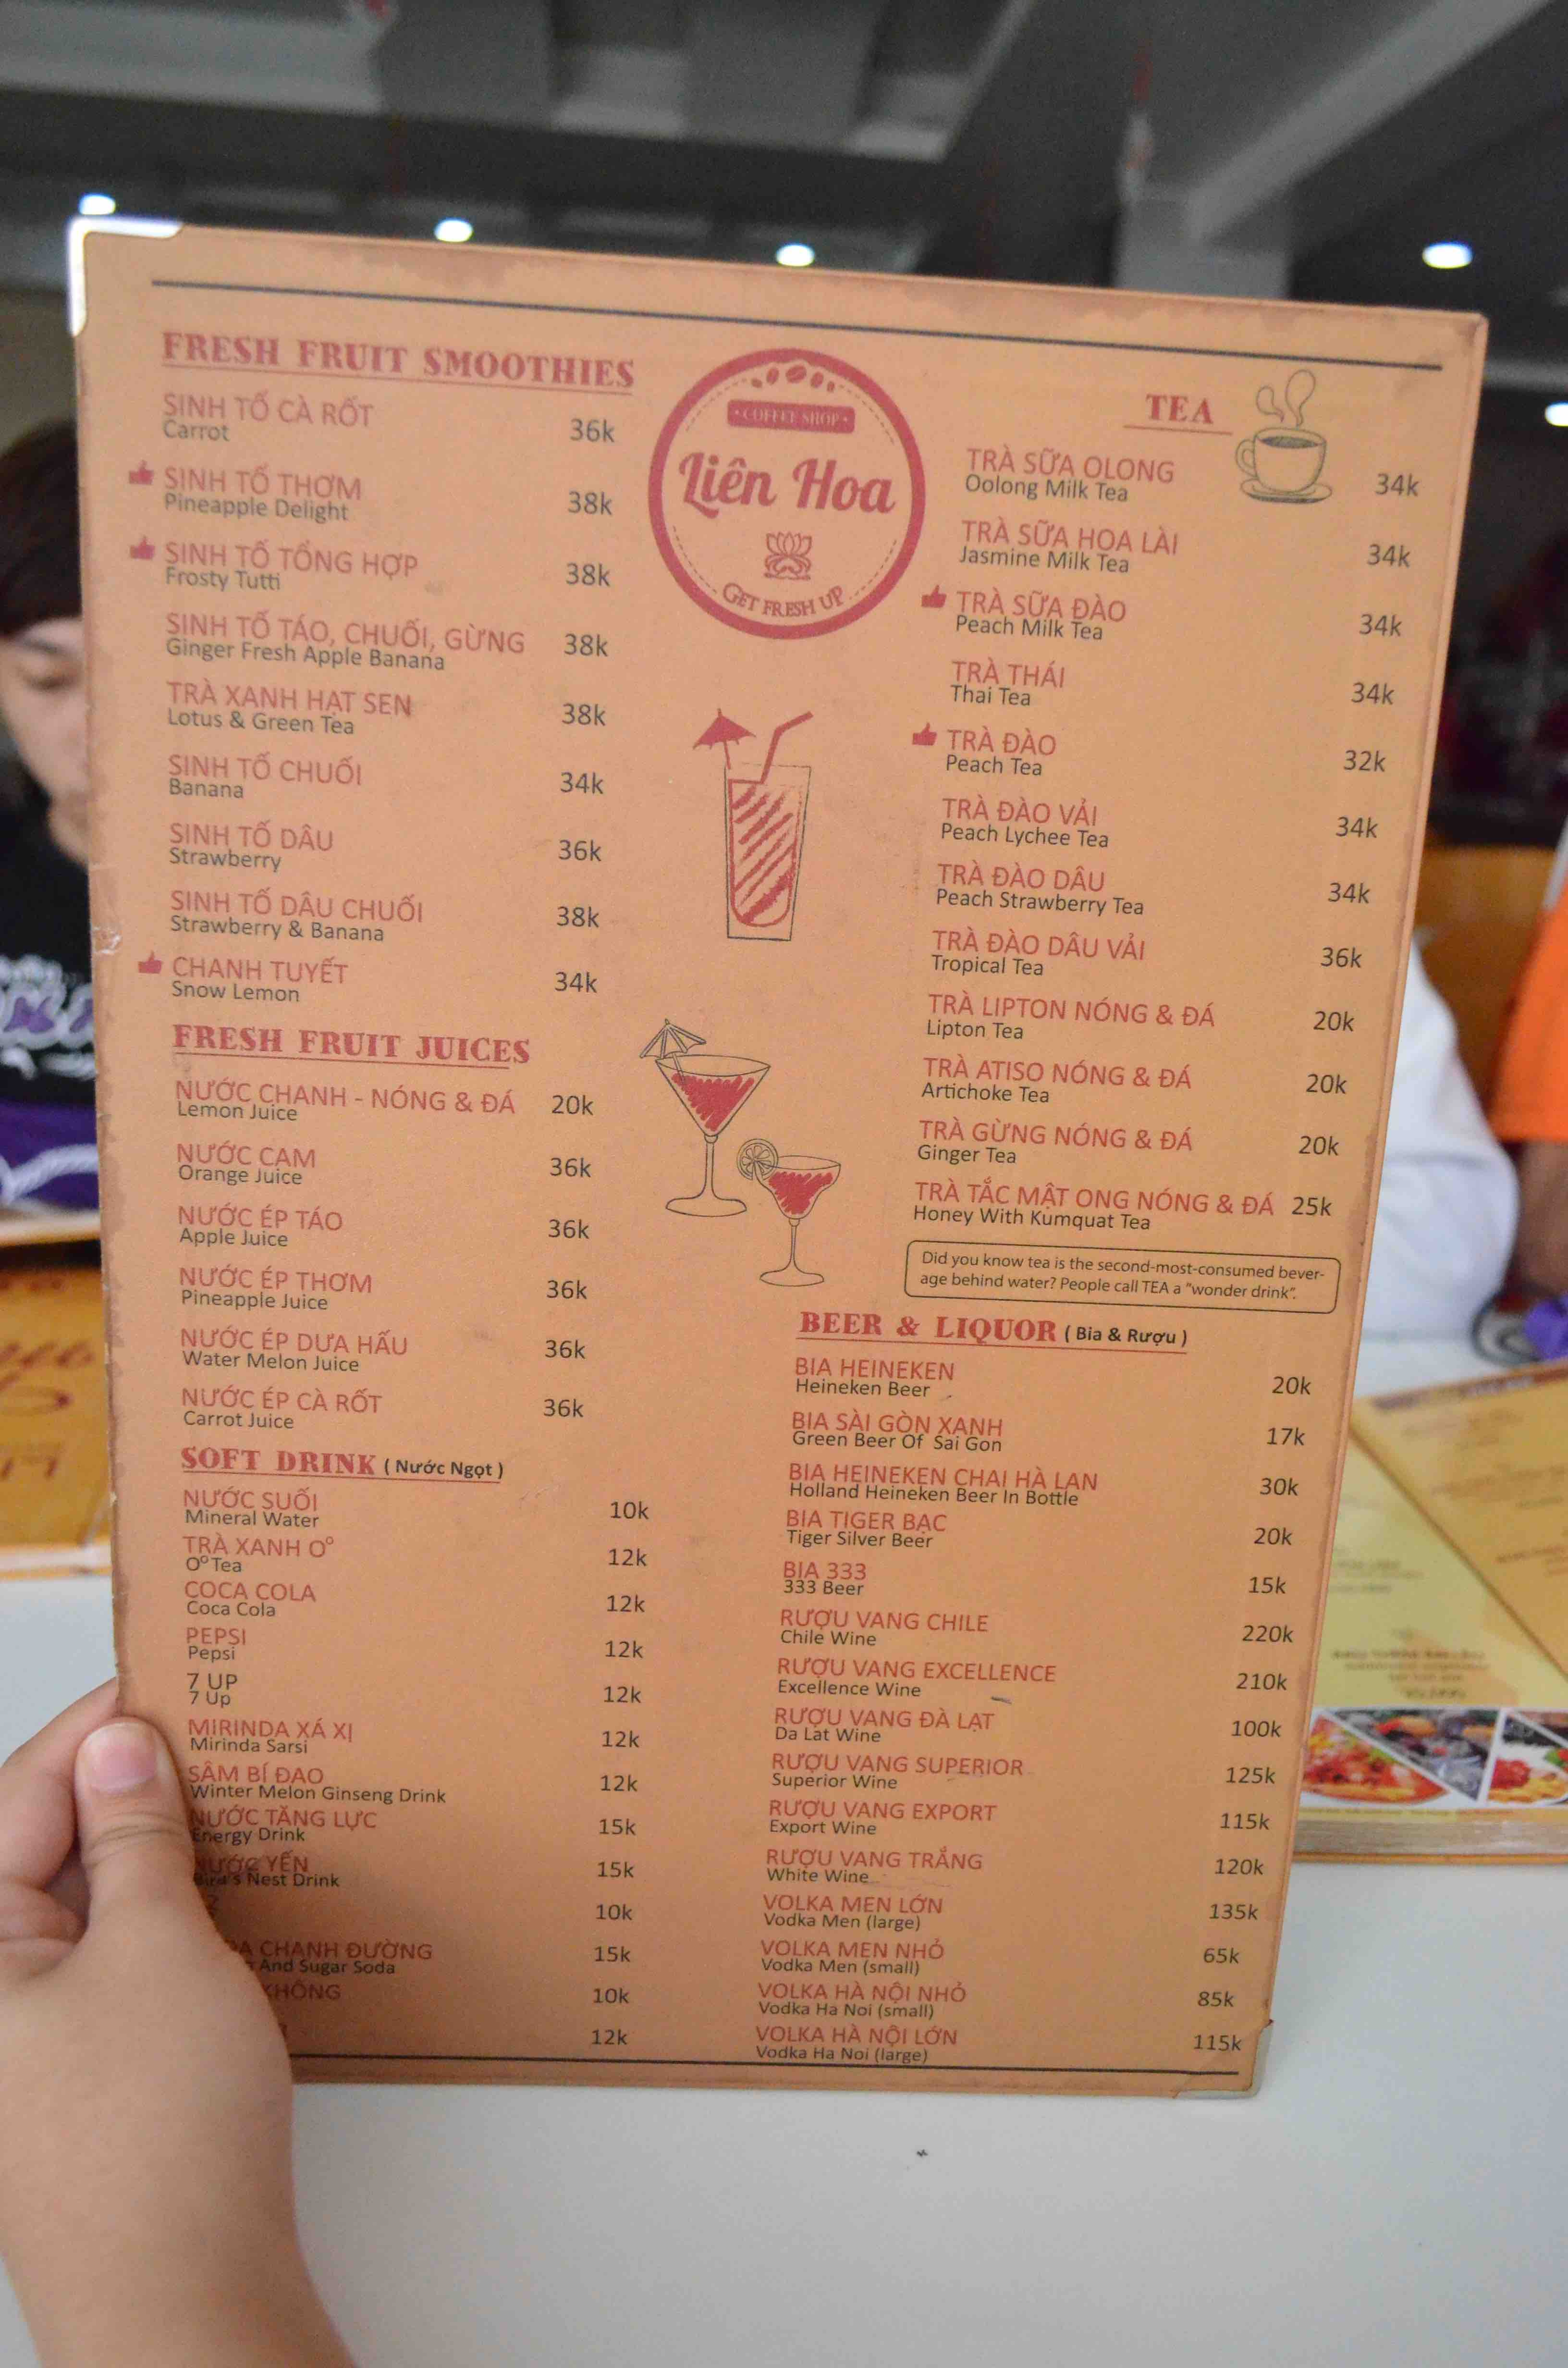 FRESH FRUIT SMOOTHIES
SINH TỐ CÀ RỐT 36k
Carrot
SINH TỐ THƠM 38k
Pineapple Delight
SINH TỐ TỔNG HỢP 38k
Frosty Tutti
SINH TỐ TÁO, CHUỐI, GỪNG 38k
Ginger Fresh Apple Banana
TRÀ XANH HẠT SEN 38k
Lotus & Green Tea
SINH TỐ CHUỐI 34k
Banana
SINH TỐ DÂU 36k
Strawberry
SINH TỐ DÂU CHUỐI 38k
Strawberry & Banana
CHANH TUYẾT 34k
Snow Lemon
FRESH FRUIT JUICES
NƯỚC CHANH - NÓNG & ĐÁ 20k
Lemon Juice
NƯỚC CAM 36k
Orange Juice
NƯỚC ÉP TÁO 36k
Apple Juice
NƯỚC ÉP THƠM 36k
Pineapple Juice
NƯỚC ÉP DƯA HẤU 36k
Water Melon Juice
NƯỚC ÉP CÀ RỐT 36k
Carrot Juice
SOFT DRINK ( Nước Ngọt )
NƯỚC SUỐI 10k
Mineral Water
TRÀ XANH O° 12k
O° Tea
COCA COLA 12k
Coca Cola
PEPSI 12k
Pepsi
7 UP 12k
7 Up
MIRINDA XÁ XỊ 12k
Mirinda Sarsi
SÂM BÍ ĐAO 12k
Winter Melon Ginseng Drink
NƯỚC TĂNG LỰC 15k
Energy Drink
NƯỚC YẾN 15k
Bird's Nest Drink
10k
CHANH ĐƯỜNG 15k
And Sugar Soda
KHÔNG 10k
12k
COFFEE SHOP
Liên Hoa
GET FRESH UP
TEA
TRÀ SỮA OLONG 34k
Oolong Milk Tea
TRÀ SỮA HOA LÀI 34k
Jasmine Milk Tea
TRÀ SỮA ĐÀO 34k
Peach Milk Tea
TRÀ THÁI 34k
Thai Tea
TRÀ ĐÀO 32k
Peach Tea
TRÀ ĐÀO VẢI 34k
Peach Lychee Tea
TRÀ ĐÀO DÂU 34k
Peach Strawberry Tea
TRÀ ĐÀO DÂU VẢI 36k
Tropical Tea
TRÀ LIPTON NÓNG & ĐÁ 20k
Lipton Tea
TRÀ ATISO NÓNG & ĐÁ 20k
Artichoke Tea
TRÀ GỪNG NÓNG & ĐÁ 20k
Ginger Tea
TRÀ TẮC MẬT ONG NÓNG & ĐÁ 25k
Honey With Kumquat Tea
Did you know tea is the second-most-consumed bever-
age behind water? People call TEA a "wonder drink".
BEER & LIQUOR ( Bia & Rượu )
BIA HEINEKEN 20k
Heineken Beer
BIA SÀI GÒN XANH 17k
Green Beer Of Sai Gon
BIA HEINEKEN CHAI HÀ LAN 30k
Holland Heineken Beer In Bottle
BIA TIGER BẠC 20k
Tiger Silver Beer
BIA 333 15k
333 Beer
RƯỢU VANG CHILE 220k
Chile Wine
RƯỢU VANG EXCELLENCE 210k
Excellence Wine
RƯỢU VANG ĐÀ LẠT 100k
Da Lat Wine
RƯỢU VANG SUPERIOR 125k
Superior Wine
RƯỢU VANG EXPORT 115k
Export Wine
RƯỢU VANG TRẮNG 120k
White Wine
VOLKA MEN LỚN 135k
Vodka Men (large)
VOLKA MEN NHỎ 65k
Vodka Men (small)
VOLKA HÀ NỘI NHỎ 85k
Vodka Ha Noi (small)
VOLKA HÀ NỘI LỚN 115k
Vodka Ha Noi (large)